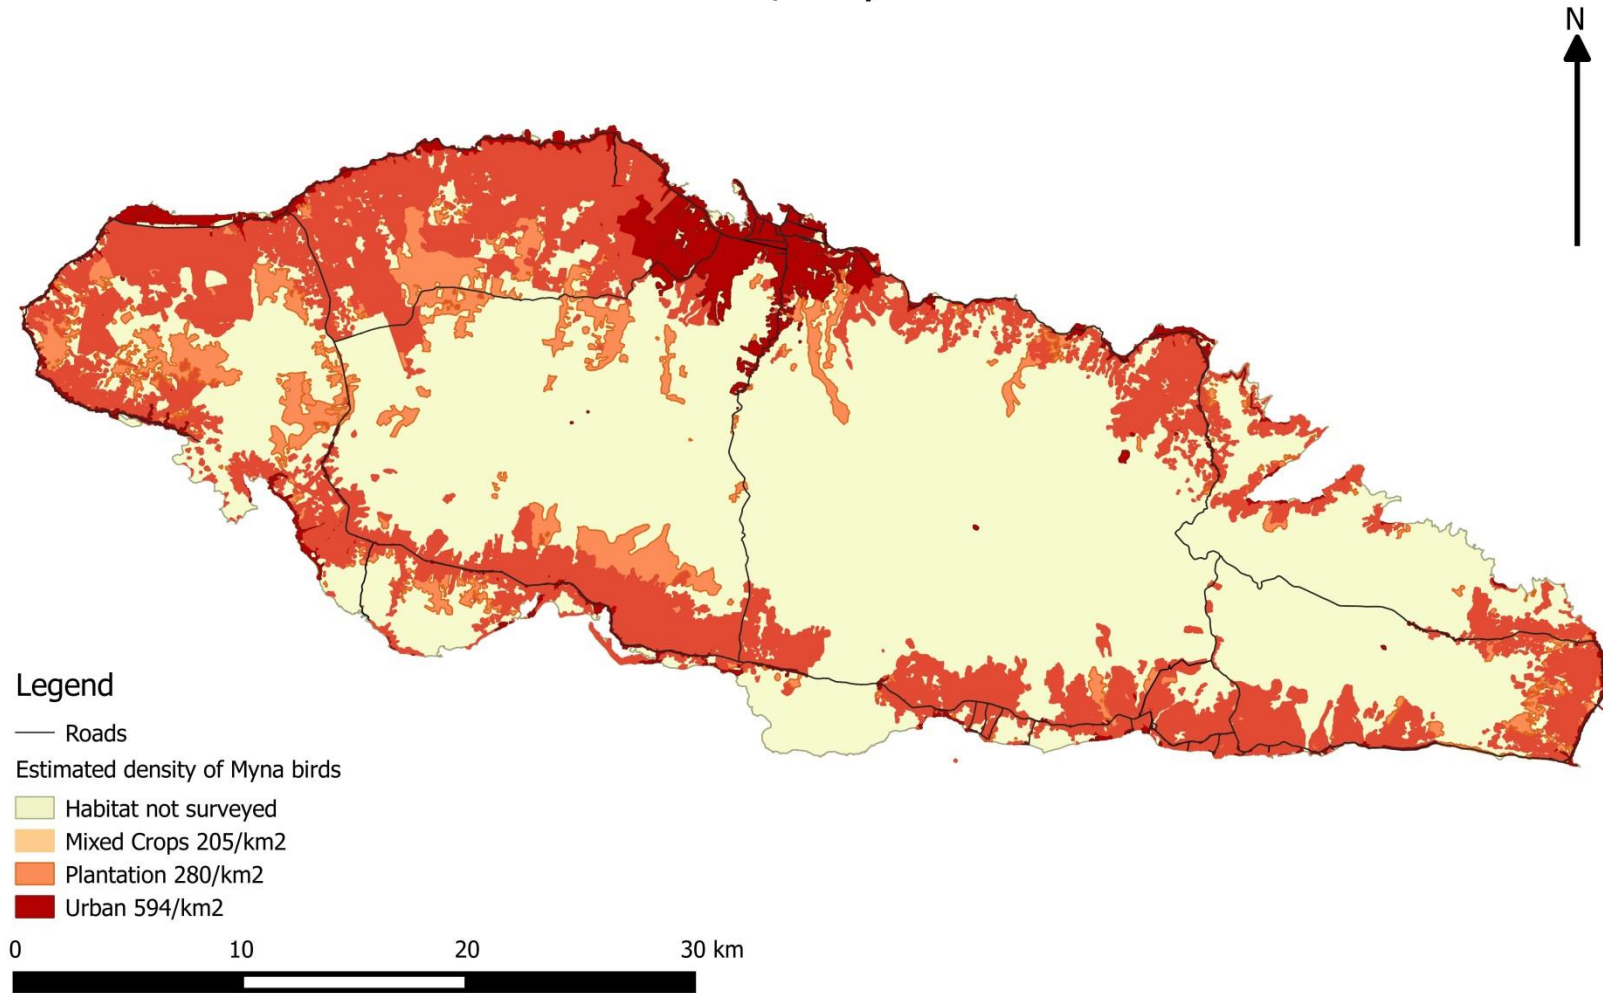 N
Legend
Roads
Estimated density of Myna birds
Habitat not surveyed
Mixed Crops 205/km2
Plantation 280/km2
Urban 594/km2
0 10 20 30 km